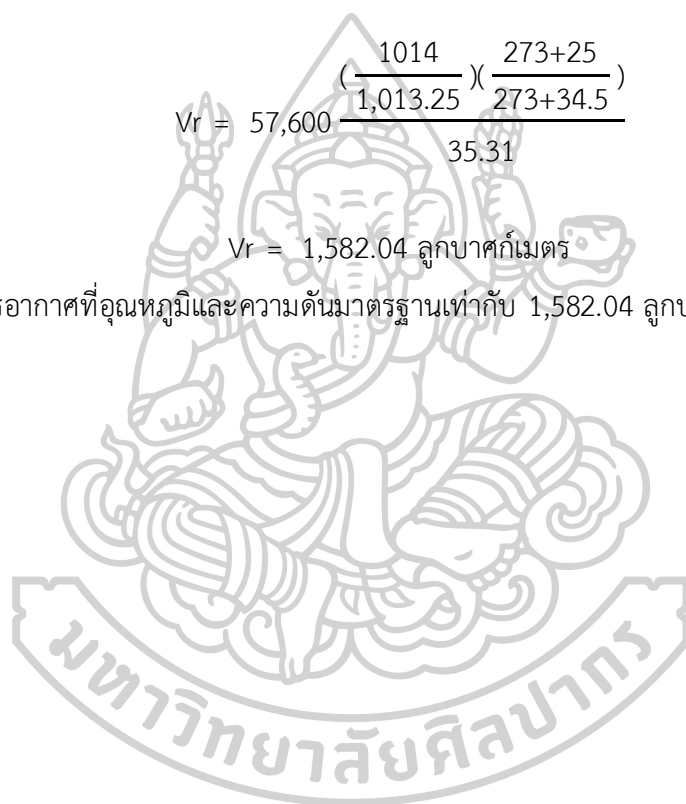 Vr = 57,600 \frac{(\frac{1014}{1,013.25})(\frac{273+25}{273+34.5})}{35.31}
Vr = 1,582.04 ลูกบาศก์เมตร
อากาศที่อุณหภูมิและความดันมาตรฐานเท่ากับ 1,582.04
มหาวิทยาลัยศิลปากร